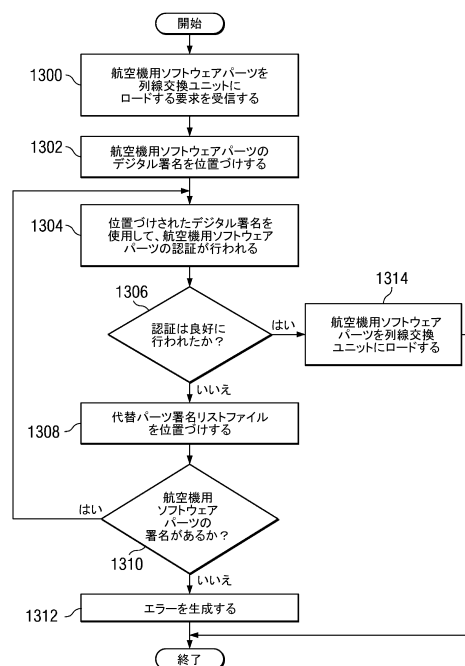 開始
1300
航空機用ソフトウェアパーツを
列線交換ユニットに
ロードする要求を受信する
1302
航空機用ソフトウェアパーツの
デジタル署名を位置づけする
1304
位置づけされたデジタル署名を
使用して、航空機用ソフトウェア
パーツの認証が行われる
1306
認証は良好に
行われたか？
はい
1314
航空機用ソフトウェア
パーツを列線交換
ユニットにロードする
いいえ
1308
代替パーツ署名リストファイル
を位置づけする
はい
航空機用
ソフトウェア
パーツの
署名があるか？
1310
いいえ
1312
エラーを生成する
終了